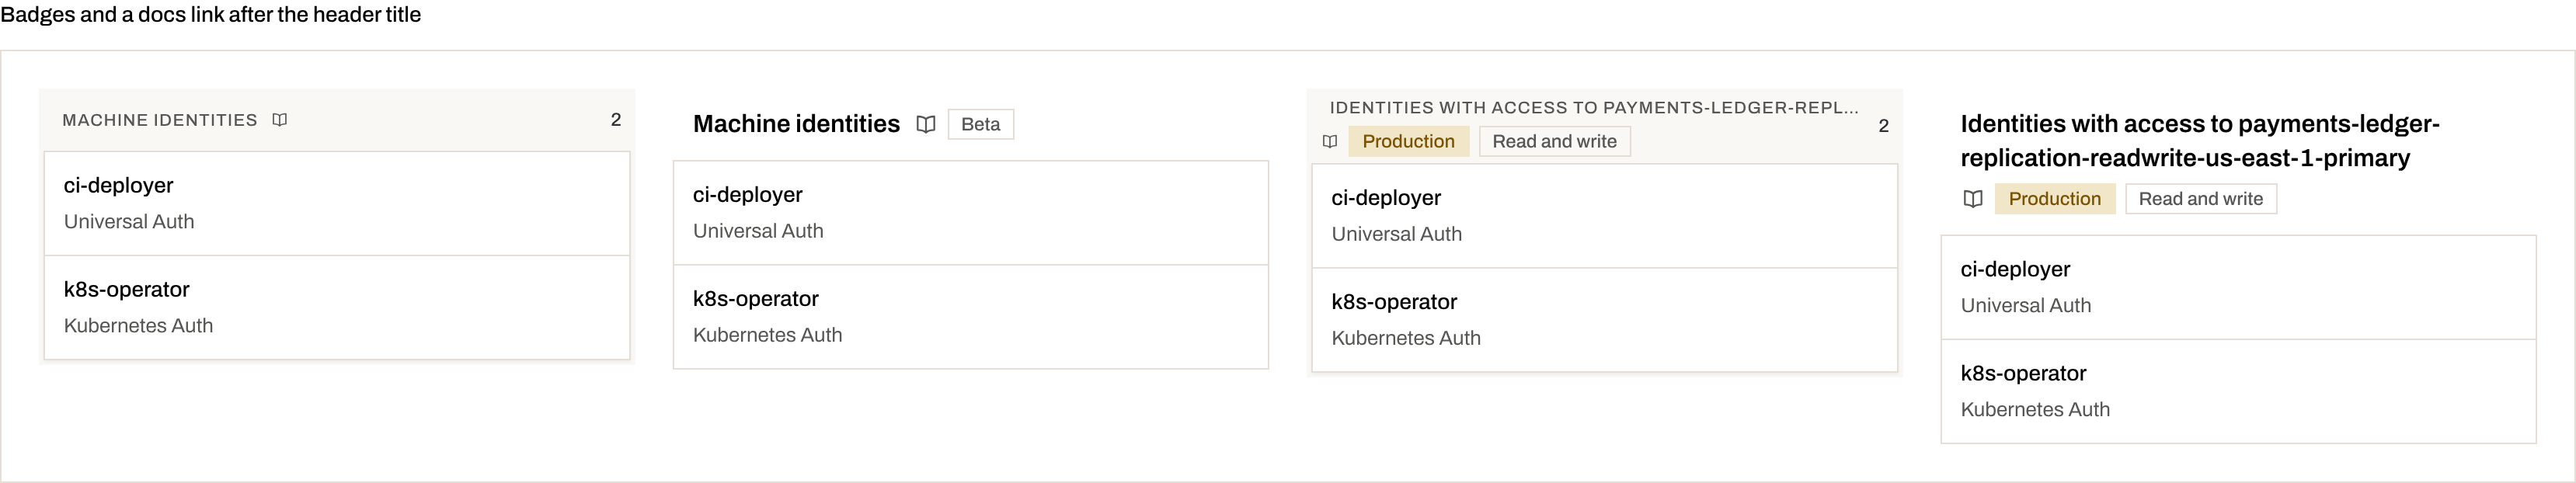 Badges and a docs link after the header title
MACHINE IDENTITIES
2
ci-deployer
Universal Auth
k8s-operator
Kubernetes Auth
Machine identities
Beta
ci-deployer
Universal Auth
k8s-operator
Kubernetes Auth
IDENTITIES WITH ACCESS TO PAYMENTS-LEDGER-REPL...
2
Production
Read and write
ci-deployer
Universal Auth
k8s-operator
Kubernetes Auth
Identities with access to payments-ledger-
replication-readwrite-us-east-1-primary
Production
Read and write
ci-deployer
Universal Auth
k8s-operator
Kubernetes Auth